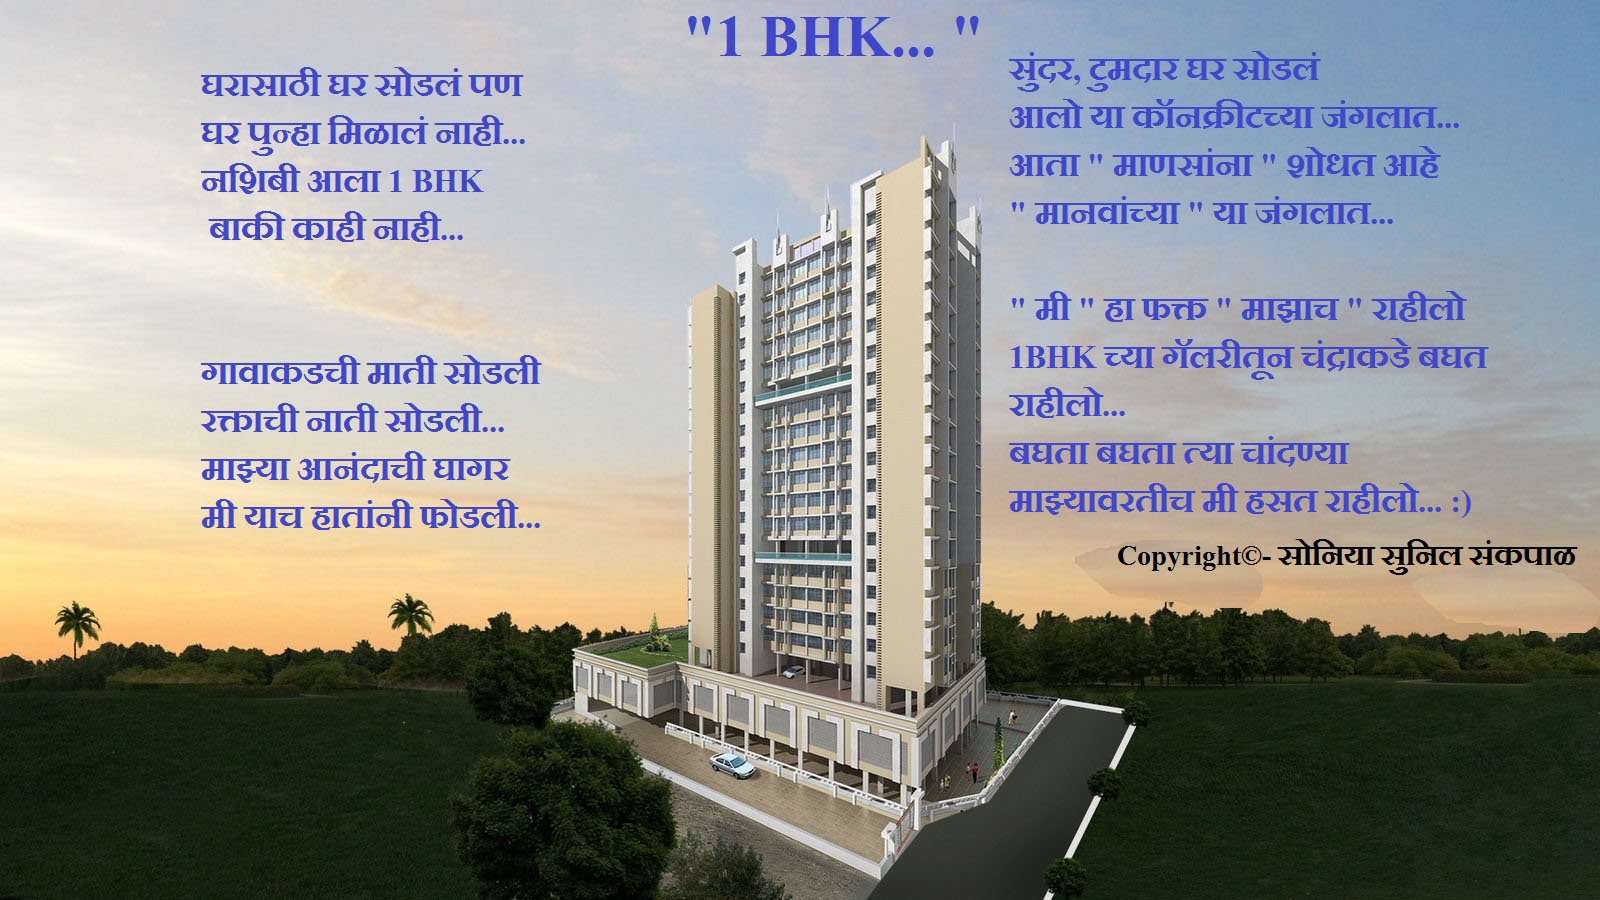 "1 BHK... "
घरासाठी घर सोडलं पण
घर पुन्हा मिळालं नाही...
नशिबी आला 1 BHK
बाकी काही नाही...
गावाकडची माती सोडली
रक्ताची नाती सोडली...
माझ्या आनंदाची घागर
मी याच हातांनी फोडली...
सुंदर, टुमदार घर सोडलं
आलो या कॉनक्रीटच्या जंगलात...
आता " माणसांना " शोधत आहे
" मानवांच्या " या जंगलात...
" मी " हा फक्त " माझाच " राहीलो
1BHK च्या गॅलरीतून चंद्राकडे बघत
राहीलो...
बघता बघता त्या चांदण्या
माझ्यावरतीच मी हसत राहीलो... :)
Copyright©- सोनिया सुनिल संकपाळ